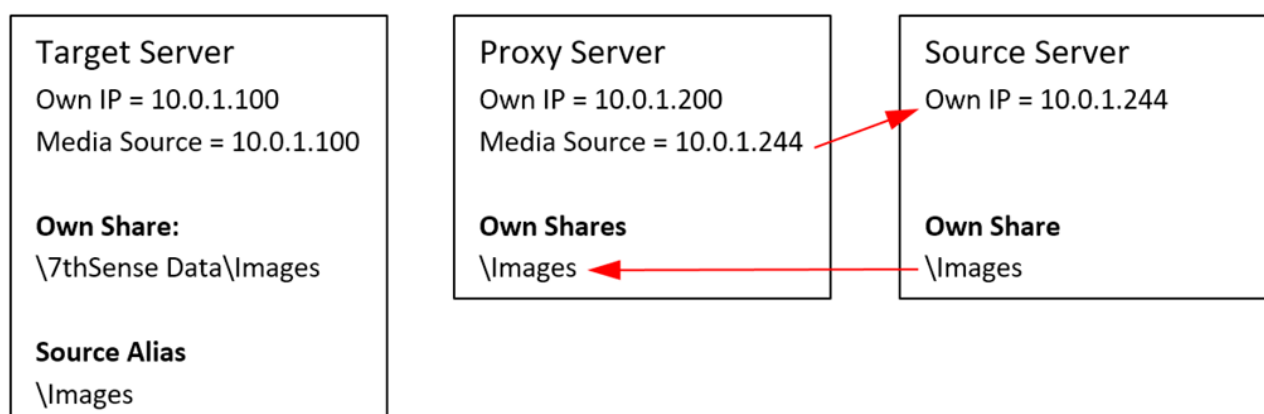 Target Server
Own IP = 10.0.1.100
Media Source = 10.0.1.100
Own Share:
\7thSense Data\Images
Source Alias
\Images
Proxy Server
Own IP = 10.0.1.200
Media Source = 10.0.1.244
Own Shares
\Images
Source Server
Own IP = 10.0.1.244
Own Share
\Images